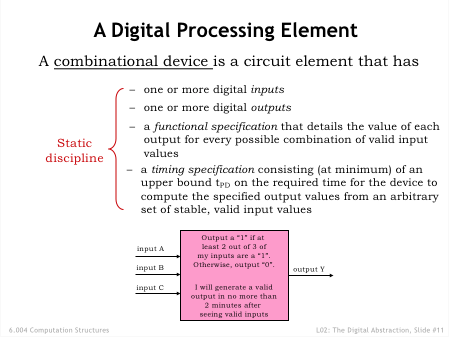 A Digital Processing Element
A combinational device is a circuit element that has
– one or more digital inputs
– one or more digital outputs
– a functional specification that details the value of each
output for every possible combination of valid input
values
– a timing specification consisting (at minimum) of an
upper bound tPD on the required time for the device to
compute the specified output values from an arbitrary
set of stable, valid input values
Static
discipline
input A
input B
input C
Output a "1" if at
least 2 out of 3 of
my inputs are a "1".
Otherwise, output "0".
I will generate a valid
output in no more than
2 minutes after
seeing valid inputs
output Y
6.004 Computation Structures
L02: The Digital Abstraction, Slide #11